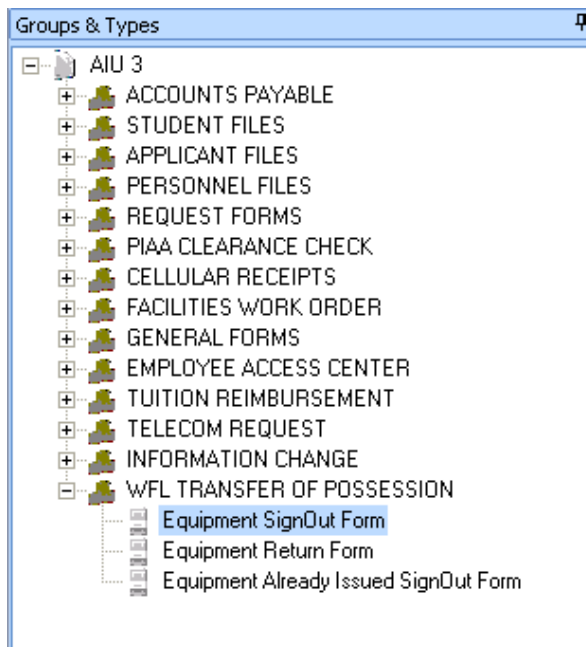 Groups & Types
AIU 3
ACCOUNTS PAYABLE
STUDENT FILES
APPLICANT FILES
PERSONNEL FILES
REQUEST FORMS
PIAA CLEARANCE CHECK
CELLULAR RECEIPTS
FACILITIES WORK ORDER
GENERAL FORMS
EMPLOYEE ACCESS CENTER
TUITION REIMBURSEMENT
TELECOM REQUEST
INFORMATION CHANGE
WFL TRANSFER OF POSSESSION
Equipment SignOut Form
Equipment Return Form
Equipment Already Issued SignOut Form